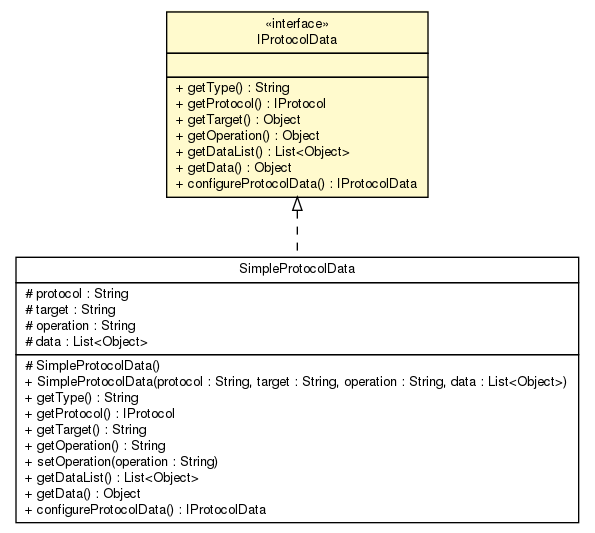 «interface»
IProtocolData
+ getType() : String
+ getProtocol() : IProtocol
+ getTarget() : Object
+ getOperation() : Object
+ getDataList() : List<Object>
+ getData() : Object
+ configureProtocolData() : IProtocolData
SimpleProtocolData
# protocol : String
# target : String
# operation : String
# data : List<Object>
# SimpleProtocolData()
+ SimpleProtocolData(protocol : String, target : String, operation : String, data : List<Object>)
+ getType() : String
+ getProtocol() : IProtocol
+ getTarget() : String
+ getOperation() : String
+ setOperation(operation : String)
+ getDataList() : List<Object>
+ getData() : Object
+ configureProtocolData() : IProtocolData